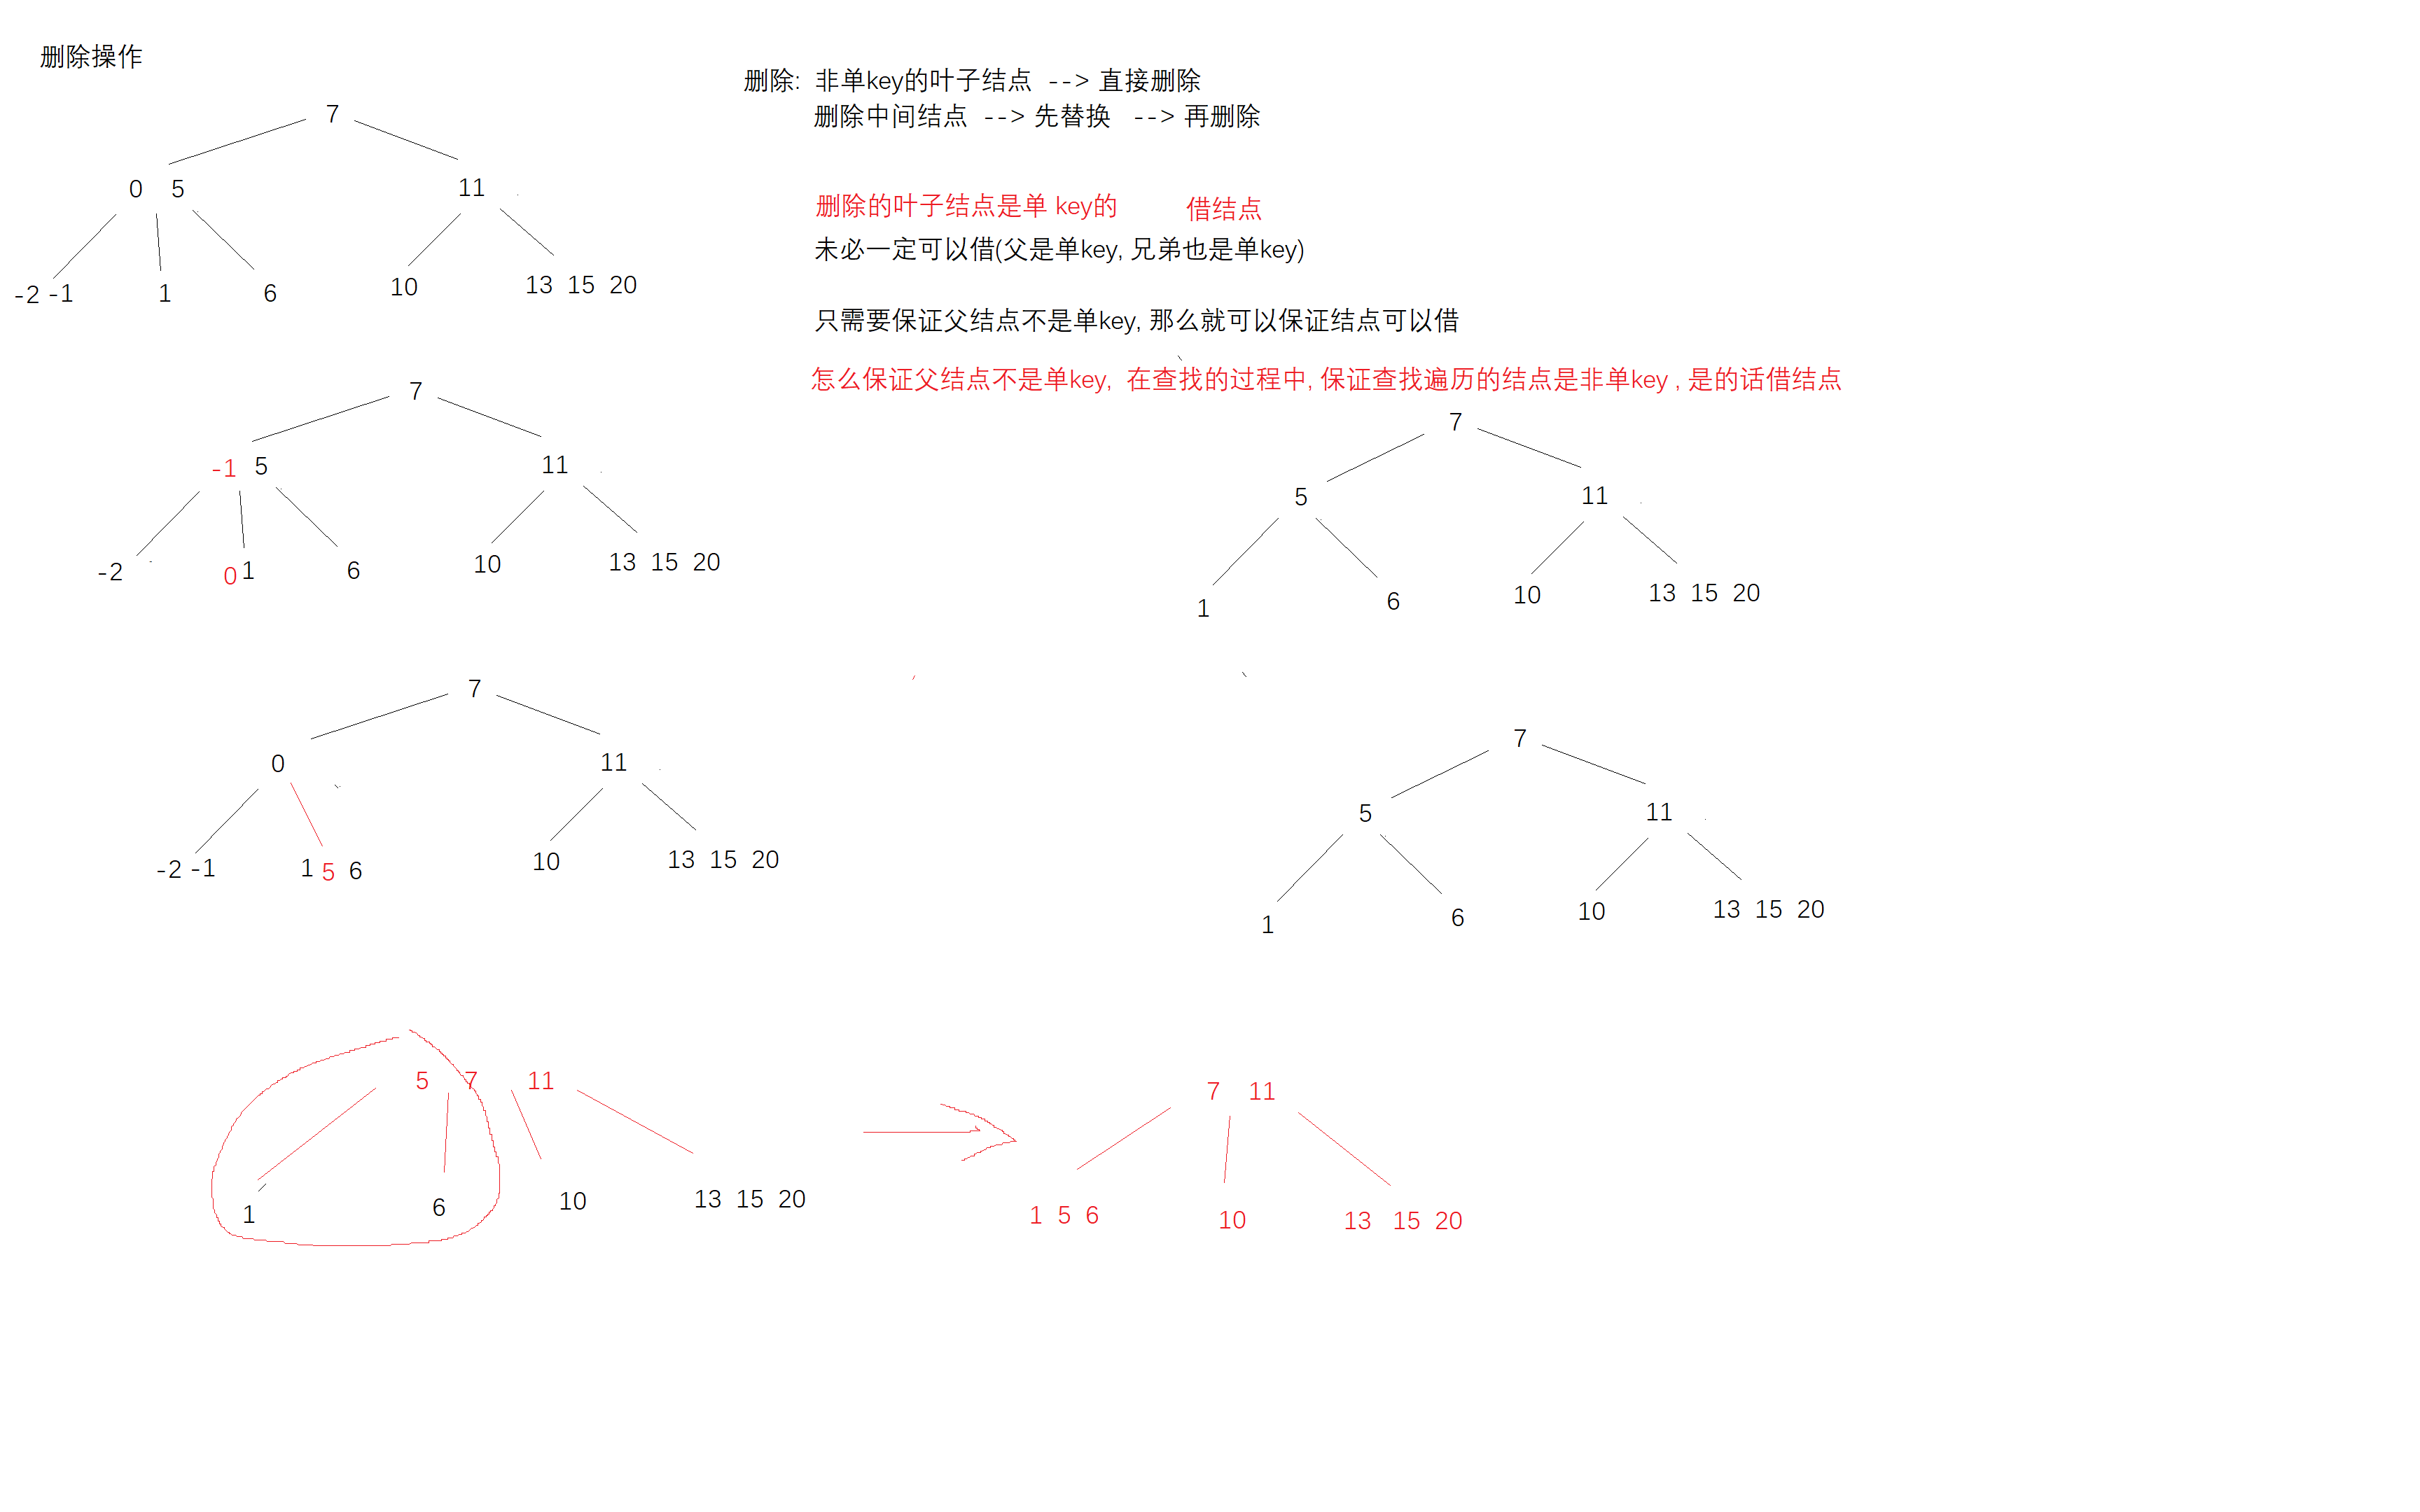 删除操作
删除: 非单key的叶子结点 --> 直接删除
删除中间结点 --> 先替换 --> 再删除
删除的叶子结点是单 key的 借结点
未必一定可以借(父是单key, 兄弟也是单key)
只需要保证父结点不是单key, 那么就可以保证结点可以借
怎么保证父结点不是单key, 在查找的过程中, 保证查找遍历的结点是非单key , 是的话借结点
7
0 5 11
-2 -1 1 6 10 13 15 20
7
-1 5 11
-2 0 1 6 10 13 15 20
7
5 11
1 6 10 13 15 20
7
0 11
-2 -1 1 5 6 10 13 15 20
7
5 11
1 6 10 13 15 20
5 7 11
1 6 10 13 15 20
7 11
1 5 6 10 13 15 20